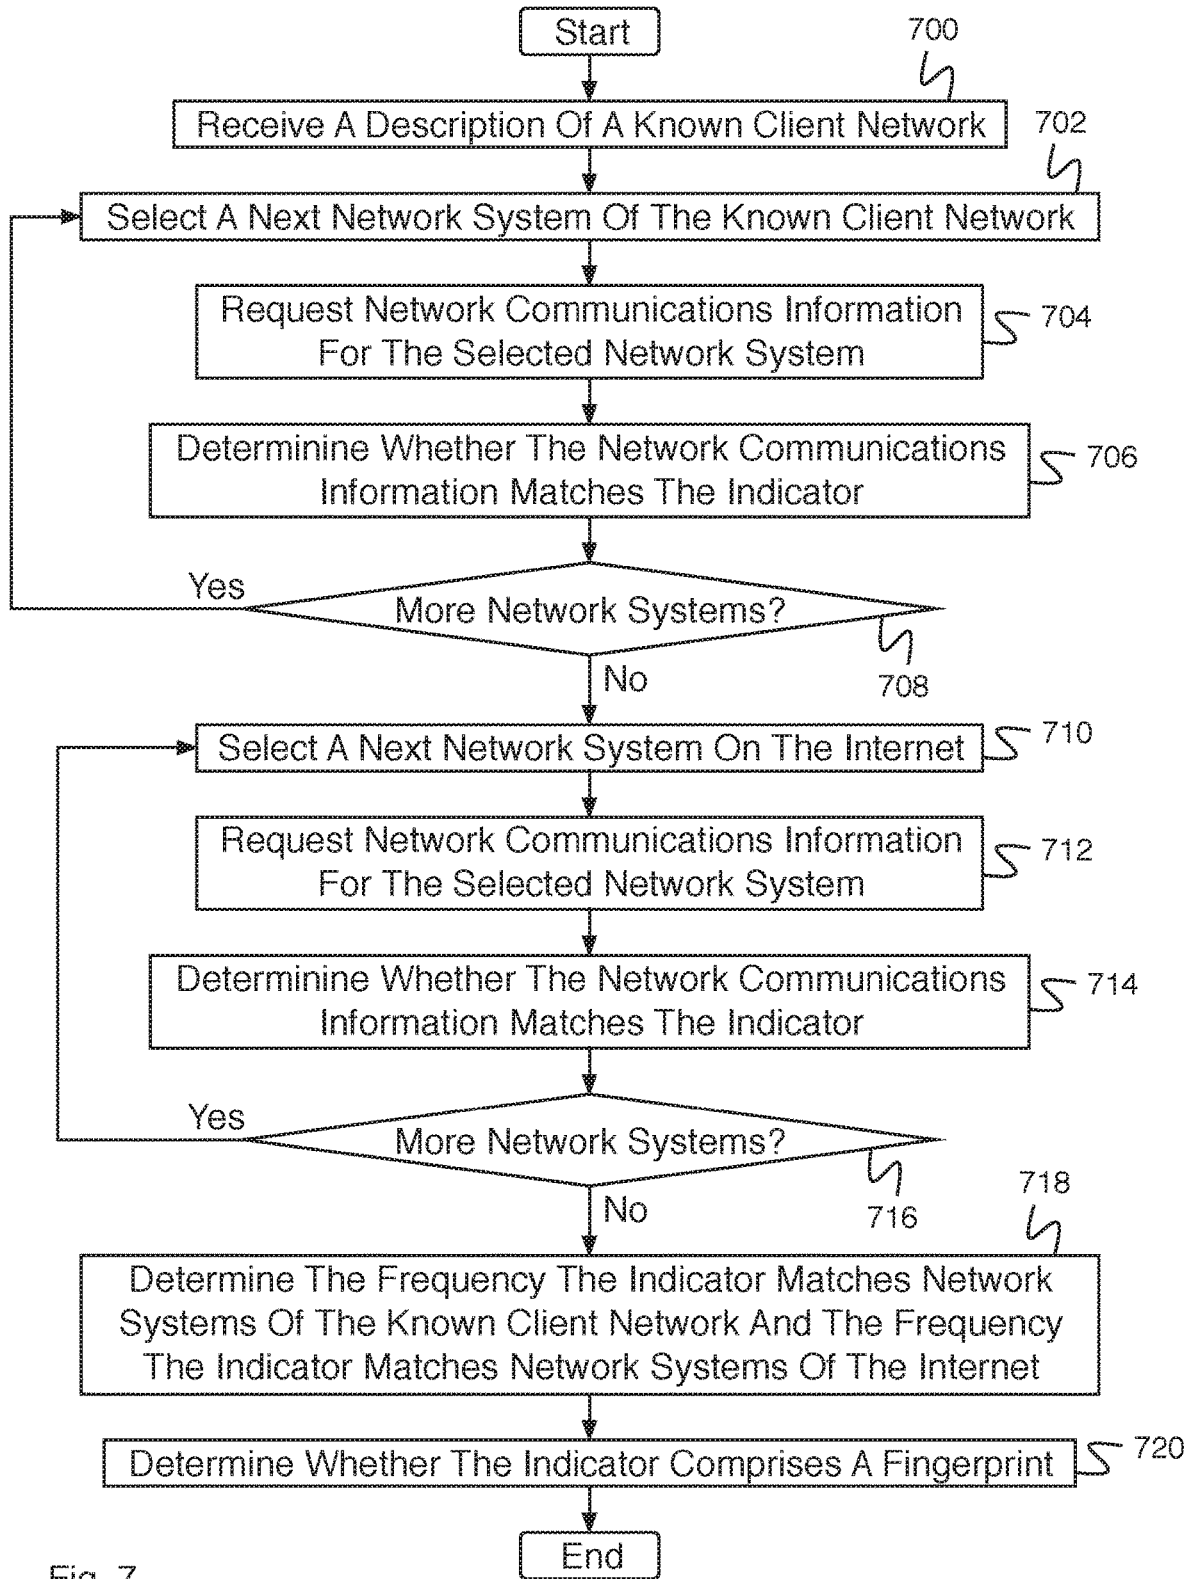 Start
700
Receive A Description Of A Known Client Network
702
Select A Next Network System Of The Known Client Network
Request Network Communications Information
For The Selected Network System
704
Determinine Whether The Network Communications
Information Matches The Indicator
706
Yes
More Network Systems?
708
No
Select A Next Network System On The Internet
710
Request Network Communications Information
For The Selected Network System
712
Determinine Whether The Network Communications
Information Matches The Indicator
714
Yes
More Network Systems?
716
No
718
Determine The Frequency The Indicator Matches Network
Systems Of The Known Client Network And The Frequency
The Indicator Matches Network Systems Of The Internet
Determine Whether The Indicator Comprises A Fingerprint
720
End
Fig. 7